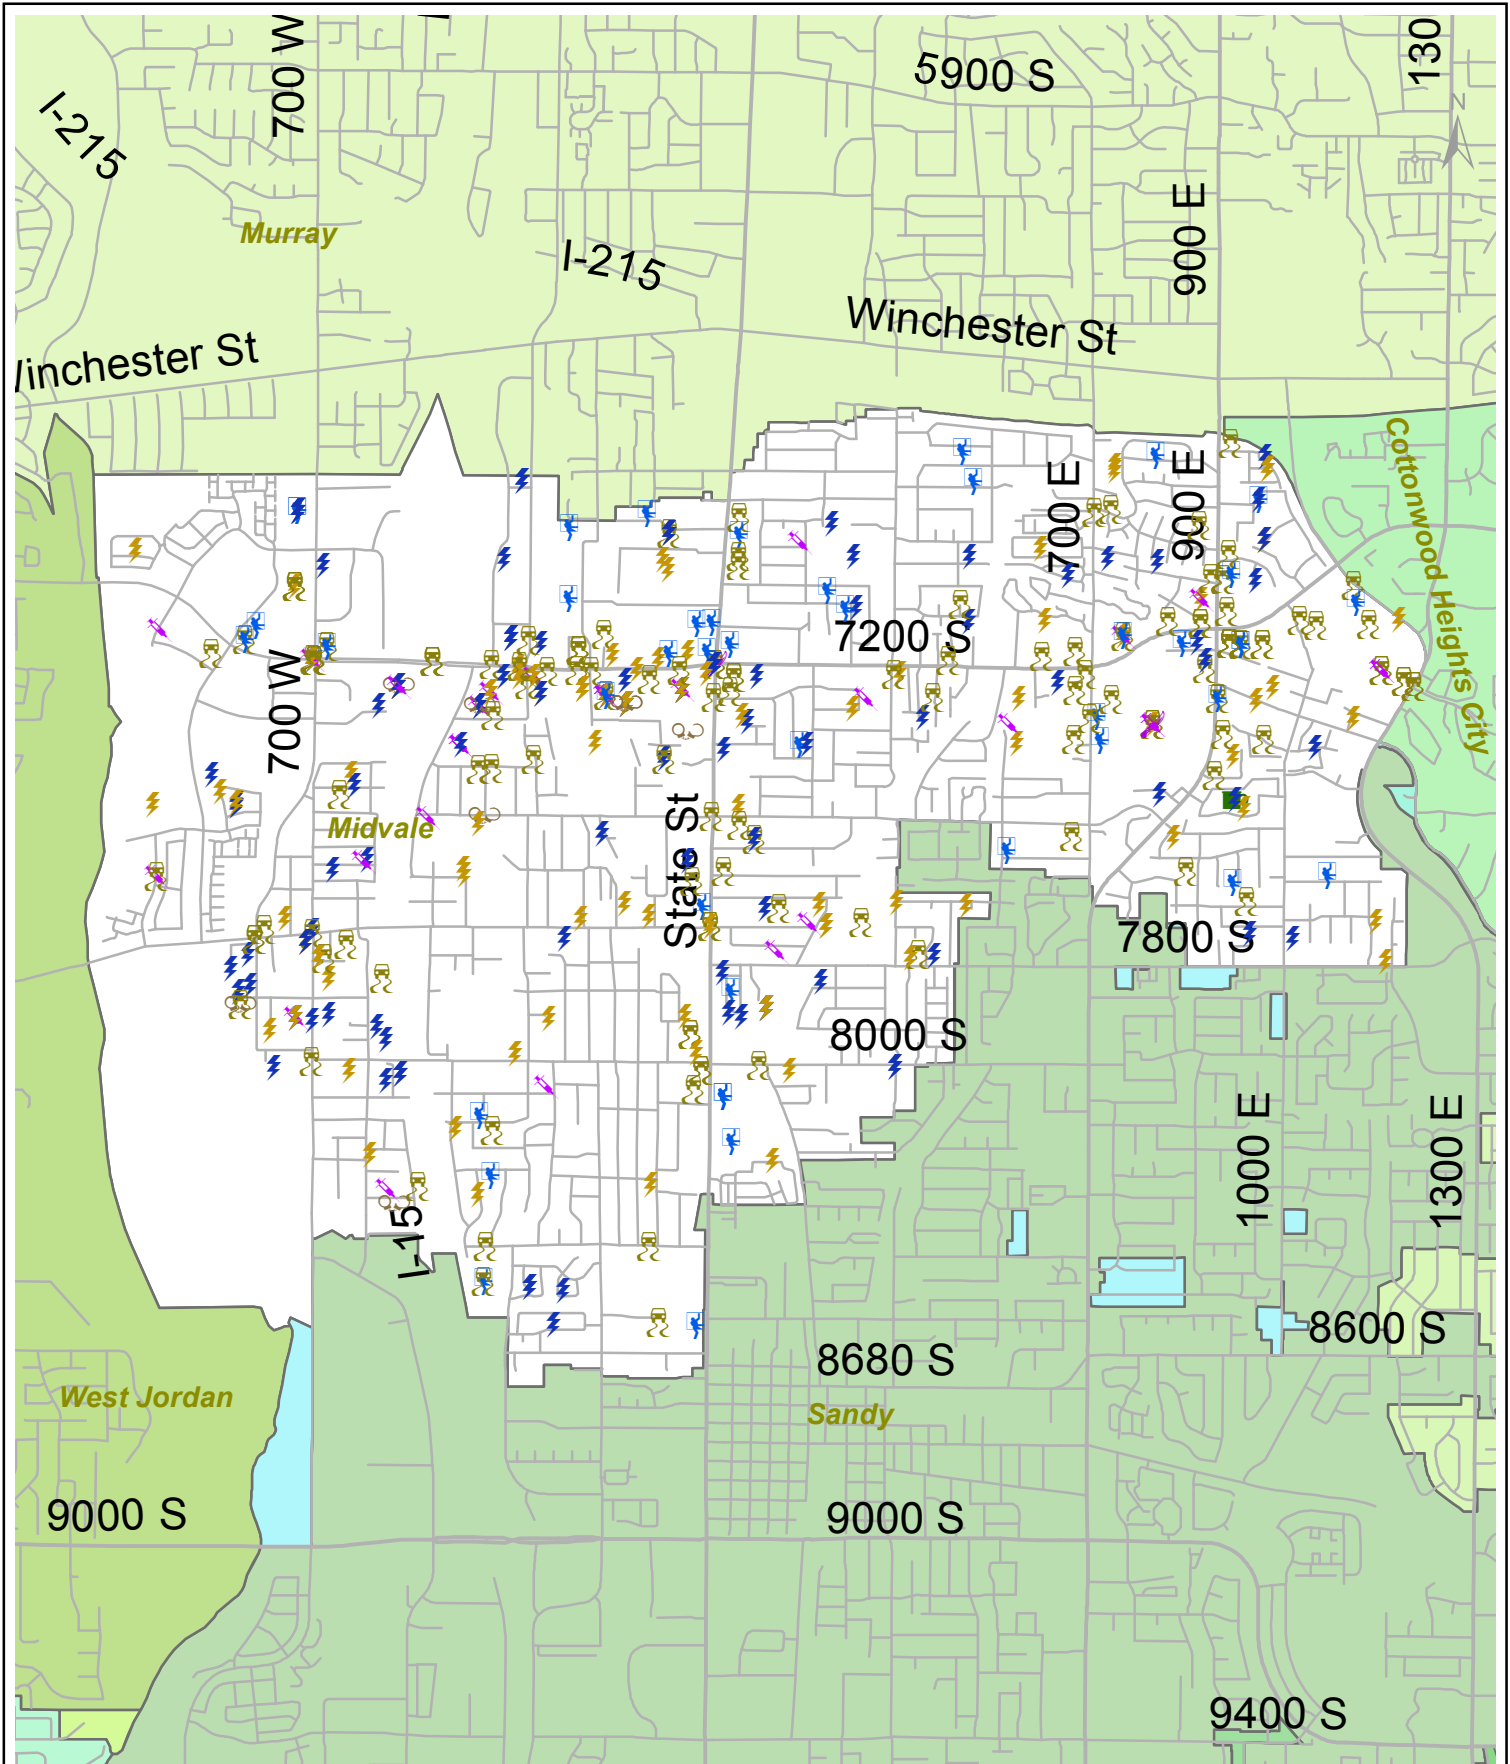 700 W
5900 S
130
I-215
N
Murray
900 E
I-215
Winchester St
Winchester St
Cottonwood Heights City
700 E
900 E
7200 S
700 W
Midvale
State St
7800 S
8000 S
1000 E
1300 E
I-15
8600 S
8680 S
West Jordan
Sandy
9000 S
9000 S
9400 S